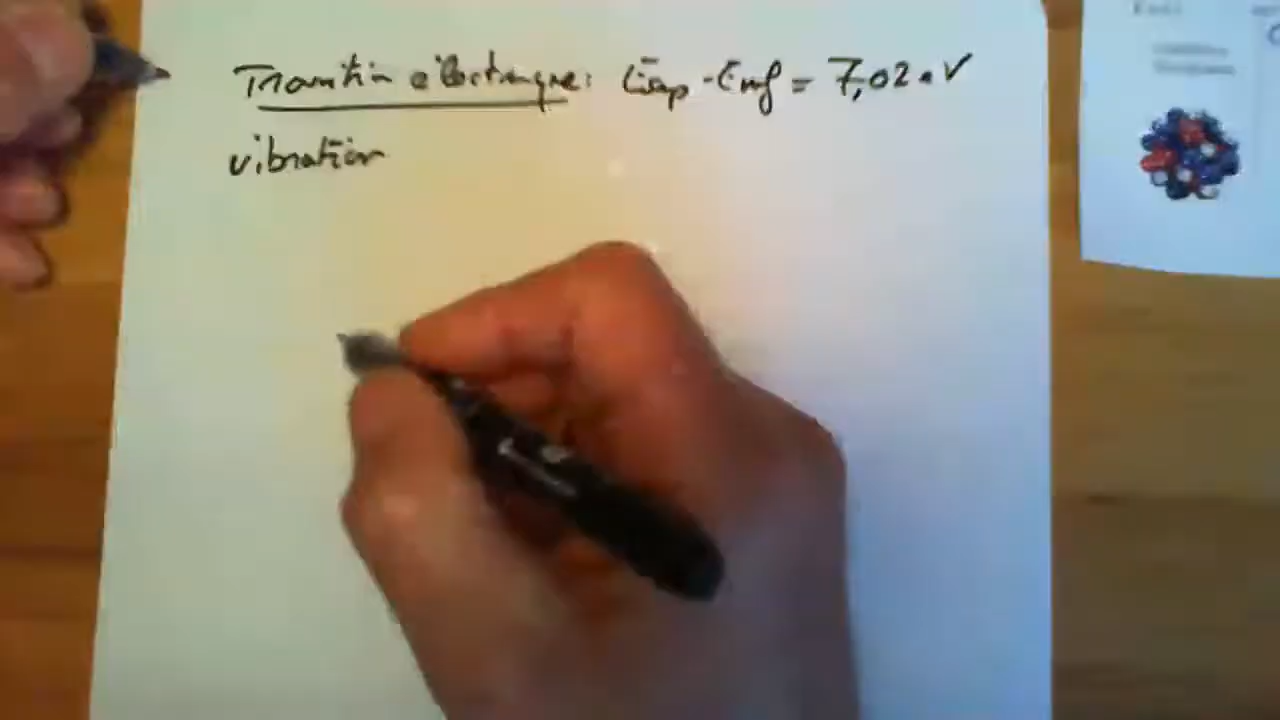 Transition électronique: Esup - Einf = 7,02 eV
vibration